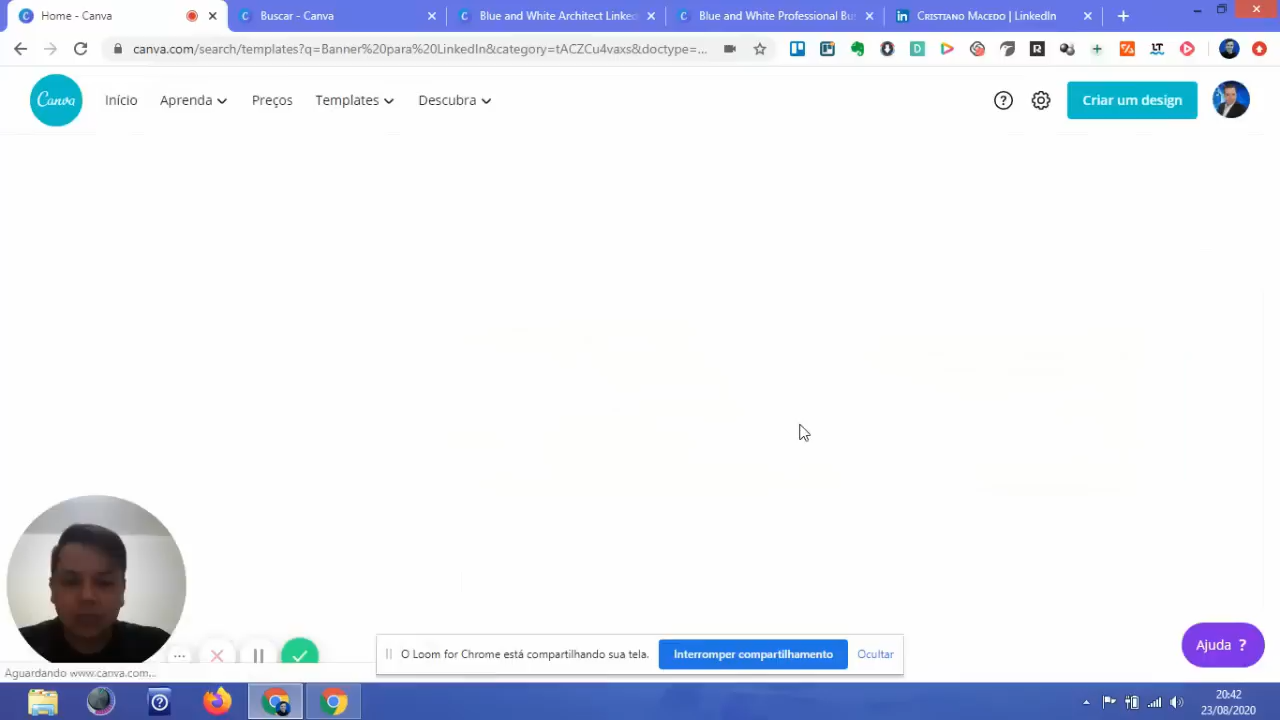 Home - Canva
Buscar - Canva
Blue and White Architect Linked
Blue and White Professional Bu
Cristiano Macedo | LinkedIn
canva.com/search/templates?q=Banner%20para%20LinkedIn&category=tACZCu4vaxs&doctype=...
Canva
Início
Aprenda
Preços
Templates
Descubra
Criar um design
Ajuda ?
O Loom for Chrome está compartilhando sua tela.
Interromper compartilhamento
Ocultar
Aguardando www.canva.com...
20:42
23/08/2020